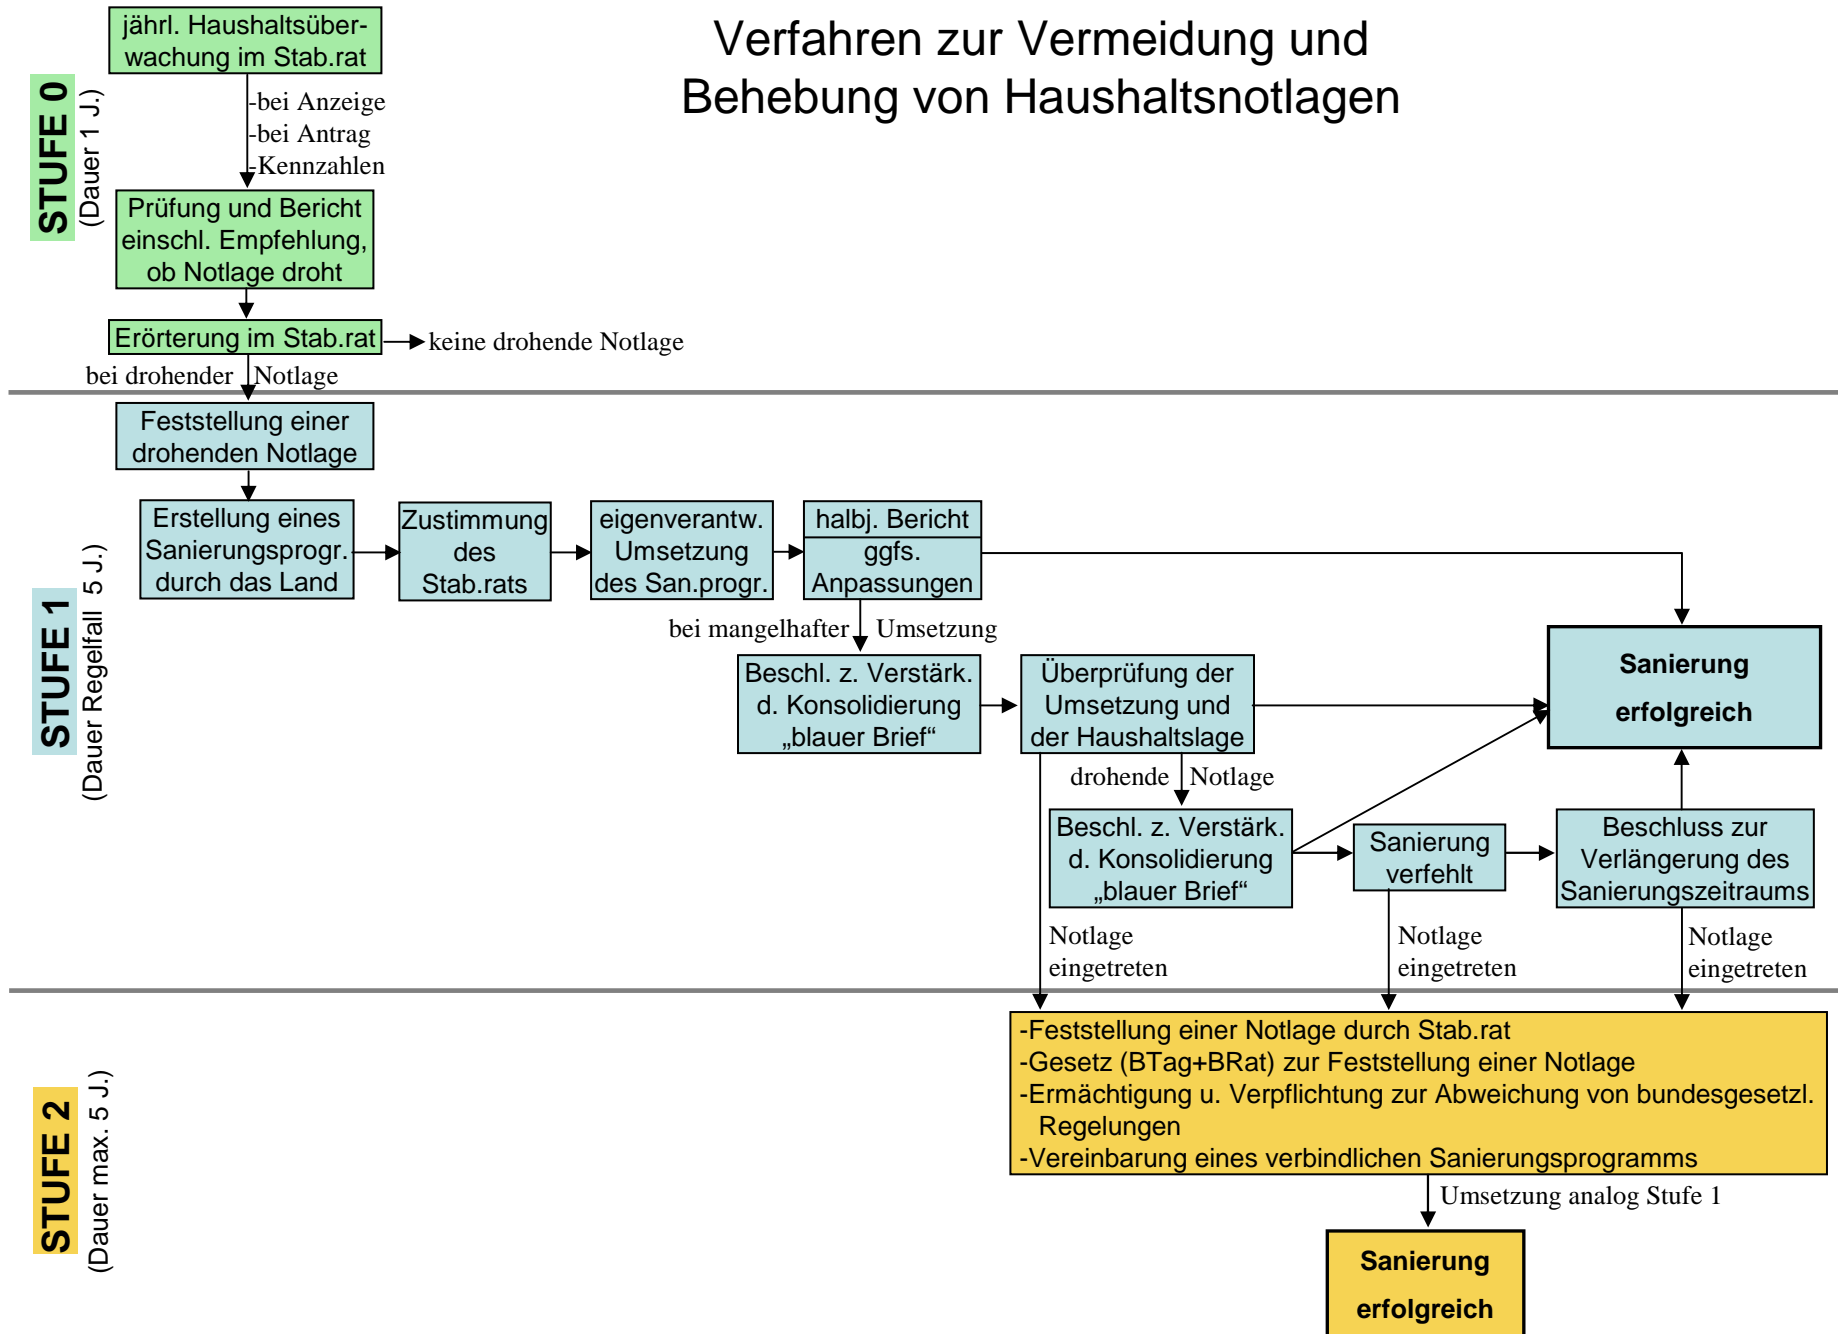 Verfahren zur Vermeidung und
Behebung von Haushaltsnotlagen
STUFE 0
(Dauer 1 J.)
jährl. Haushaltsüber-
wachung im Stab.rat
-bei Anzeige
-bei Antrag
-Kennzahlen
Prüfung und Bericht
einschl. Empfehlung,
ob Notlage droht
Erörterung im Stab.rat
keine drohende Notlage
bei drohender Notlage
STUFE 1
(Dauer Regelfall 5 J.)
Feststellung einer
drohenden Notlage
Erstellung eines
Sanierungsprogr.
durch das Land
Zustimmung
des
Stab.rats
eigenverantw.
Umsetzung
des San.progr.
halbj. Bericht
ggfs.
Anpassungen
bei mangelhafter Umsetzung
Beschl. z. Verstärk.
d. Konsolidierung
„blauer Brief“
Überprüfung der
Umsetzung und
der Haushaltslage
Sanierung
erfolgreich
drohende Notlage
Beschl. z. Verstärk.
d. Konsolidierung
„blauer Brief“
Sanierung
verfehlt
Beschluss zur
Verlängerung des
Sanierungszeitraums
Notlage
eingetreten
Notlage
eingetreten
Notlage
eingetreten
STUFE 2
(Dauer max. 5 J.)
-Feststellung einer Notlage durch Stab.rat
-Gesetz (BTag+BRat) zur Feststellung einer Notlage
-Ermächtigung u. Verpflichtung zur Abweichung von bundesgesetzl.
Regelungen
-Vereinbarung eines verbindlichen Sanierungsprogramms
Umsetzung analog Stufe 1
Sanierung
erfolgreich